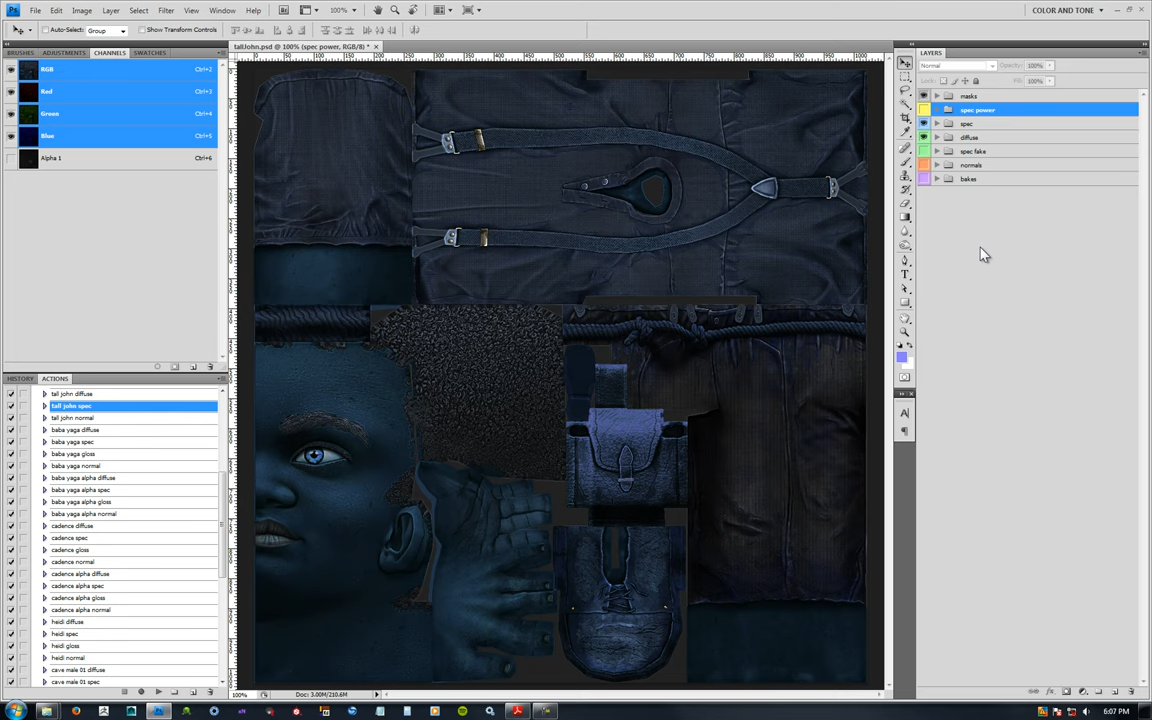 Ps File Edit Image Layer Select Filter Analysis 3D View Window Help 100% COLOR AND TONE
Auto-Select: Group Show Transform Controls
BRUSHES ADJUSTMENTS CHANNELS SWATCHES
tallJohn.psd @ 100% (spec power, RGB/8) *
LAYERS
RGB Ctrl+2
Red Ctrl+3
Green Ctrl+4
Blue Ctrl+5
Alpha 1 Ctrl+6
Normal Opacity: 100%
Lock: Fill: 100%
masks
spec power
spec
diffuse
spec fake
normals
bakes
HISTORY ACTIONS
tall john diffuse
tall john spec
tall john normal
baba yaga diffuse
baba yaga spec
baba yaga gloss
baba yaga normal
baba yaga alpha diffuse
baba yaga alpha spec
baba yaga alpha gloss
baba yaga alpha normal
cadence diffuse
cadence spec
cadence gloss
cadence normal
cadence alpha diffuse
cadence alpha spec
cadence alpha gloss
cadence alpha normal
heidi diffuse
heidi spec
heidi gloss
heidi normal
cave male 01 diffuse
cave male 01 spec
100% Doc: 3.00M/210.6M
6:07 PM